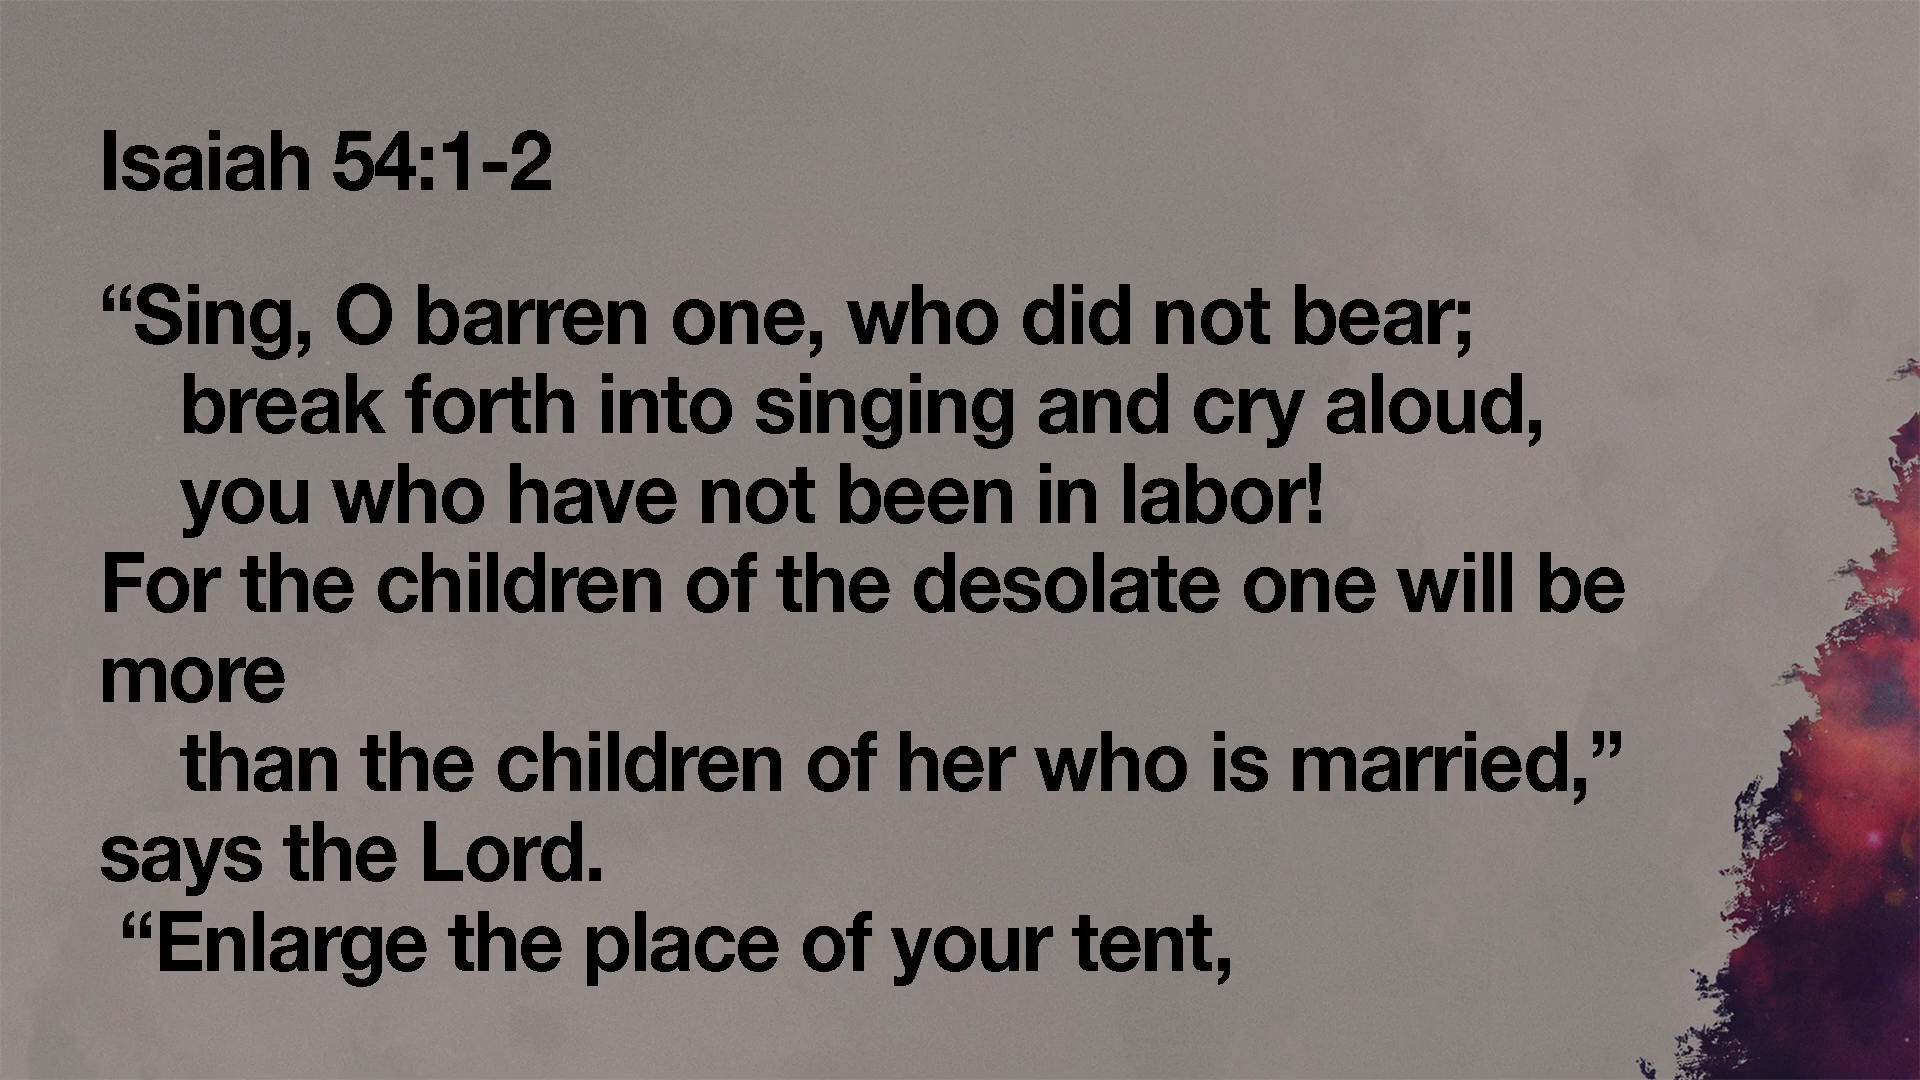 Isaiah 54:1-2
“Sing, O barren one, who did not bear;
break forth into singing and cry aloud,
you who have not been in labor!
For the children of the desolate one will be
more
than the children of her who is married,”
says the Lord.
“Enlarge the place of your tent,